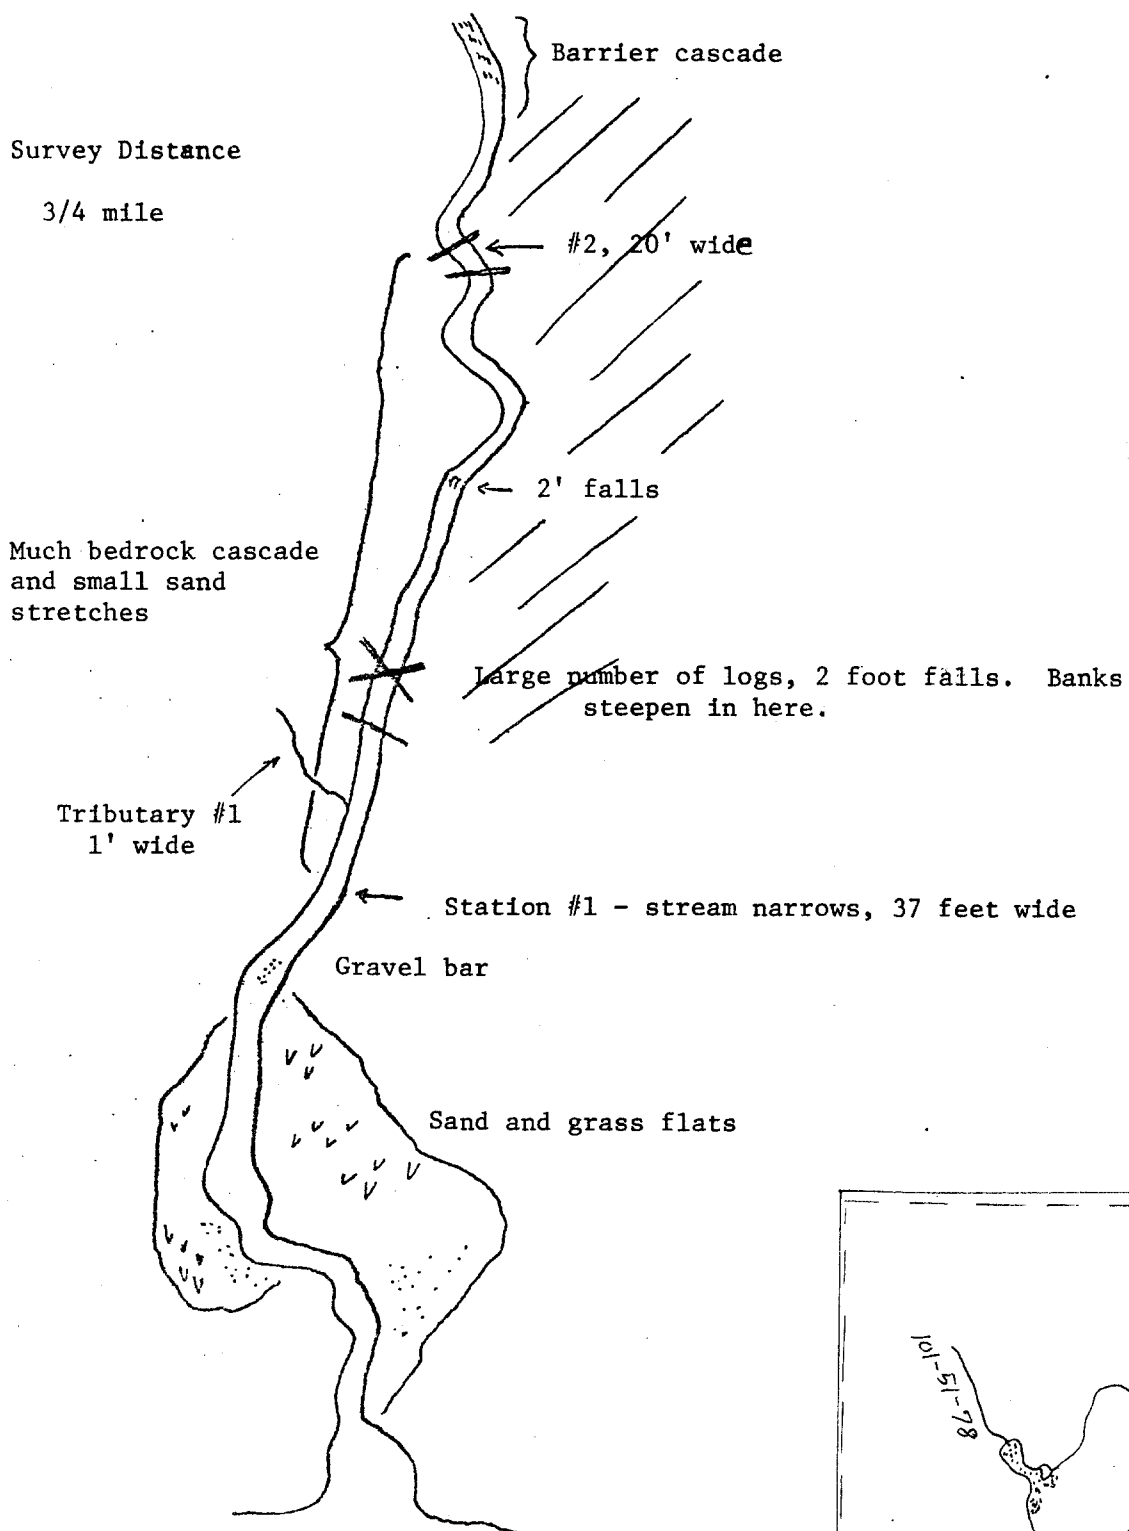 Barrier cascade
Survey Distance
3/4 mile
#2, 20' wide
2' falls
Much bedrock cascade
and small sand
stretches
Large number of logs, 2 foot falls. Banks
steepen in here.
Tributary #1
1' wide
Station #1 - stream narrows, 37 feet wide
Gravel bar
Sand and grass flats
101-15-78